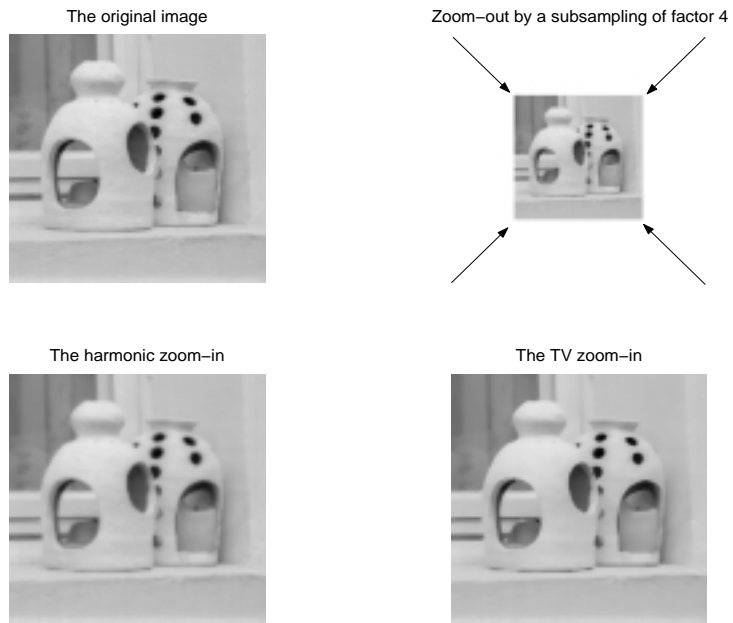 The original image
Zoom−out by a subsampling of factor 4
The harmonic zoom−in
The TV zoom−in